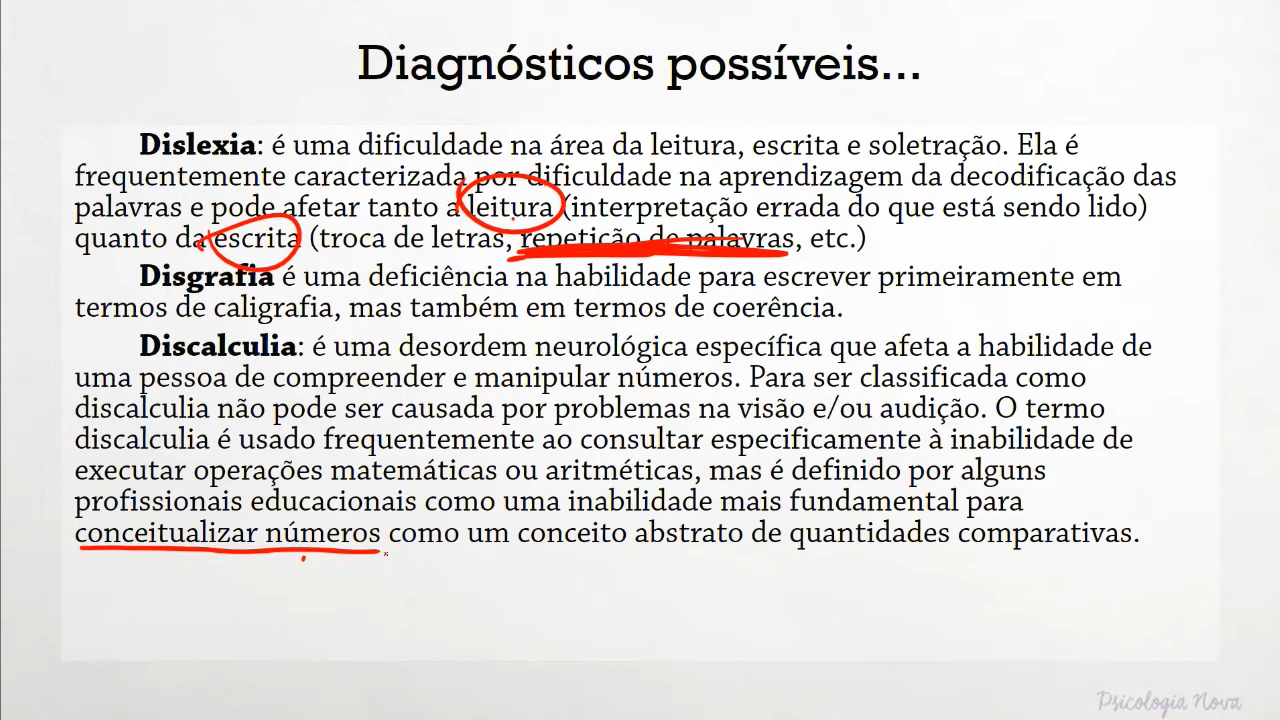 Diagnósticos possíveis...
Dislexia: é uma dificuldade na área da leitura, escrita e soletração. Ela é
frequentemente caracterizada por dificuldade na aprendizagem da decodificação das
palavras e pode afetar tanto a leitura (interpretação errada do que está sendo lido)
quanto da escrita (troca de letras, repetição de palavras, etc.)
Disgrafia é uma deficiência na habilidade para escrever primeiramente em
termos de caligrafia, mas também em termos de coerência.
Discalculia: é uma desordem neurológica específica que afeta a habilidade de
uma pessoa de compreender e manipular números. Para ser classificada como
discalculia não pode ser causada por problemas na visão e/ou audição. O termo
discalculia é usado frequentemente ao consultar especificamente à inabilidade de
executar operações matemáticas ou aritméticas, mas é definido por alguns
profissionais educacionais como uma inabilidade mais fundamental para
conceitualizar números como um conceito abstrato de quantidades comparativas.
Psicologia Nova